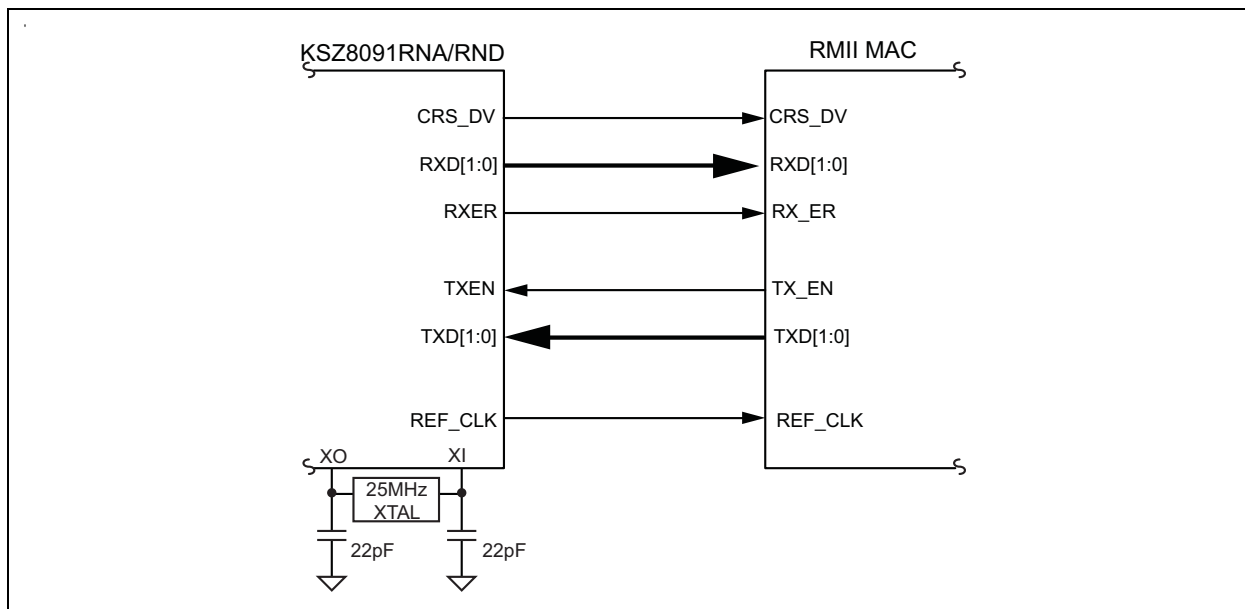 KSZ8091RNA/RND
RMII MAC
CRS_DV
CRS_DV
RXD[1:0]
RXD[1:0]
RXER
RX_ER
TXEN
TX_EN
TXD[1:0]
TXD[1:0]
REF_CLK
REF_CLK
XO
XI
25MHz
XTAL
22pF
22pF